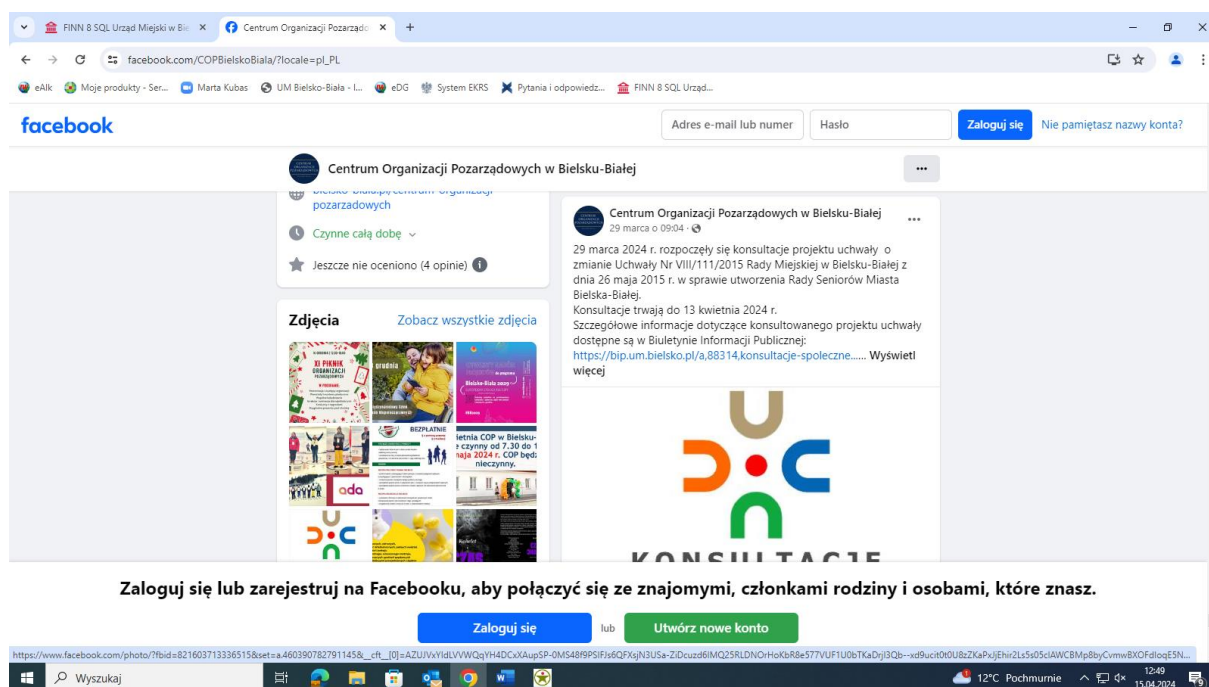 FINN 8 SQL Urząd Miejski w Bie
Centrum Organizacji Pozarządo
facebook.com/COPBielskoBiala/?locale=pl_PL
eAlk
Moje produkty - Ser...
Marta Kubas
UM Bielsko-Biała - I...
eDG
System EKRS
Pytania i odpowiedz...
FINN 8 SQL Urząd...
facebook
Adres e-mail lub numer
Hasło
Zaloguj się
Nie pamiętasz nazwy konta?
Centrum Organizacji Pozarządowych w Bielsku-Białej
bielsko-biala.pl/centrum-organizacji
pozarzadowych
Czynne całą dobę
Jeszcze nie oceniono (4 opinie)
Zdjęcia
Zobacz wszystkie zdjęcia
XI PIKNIK
ORGANIZACJI
POZARZĄDOWYCH
W PROGRAMIE:
grudnia
BEZPŁATNIE
ietnia COP w Bielsku-
czynny od 7.30 do 1
maja 2024 r. COP będz
nieczynny.
ada
Centrum Organizacji Pozarządowych w Bielsku-Białej
29 marca o 09:04
29 marca 2024 r. rozpoczęły się konsultacje projektu uchwały o
zmianie Uchwały Nr VIII/111/2015 Rady Miejskiej w Bielsku-Białej z
dnia 26 maja 2015 r. w sprawie utworzenia Rady Seniorów Miasta
Bielska-Białej.
Konsultacje trwają do 13 kwietnia 2024 r.
Szczegółowe informacje dotyczące konsultowanego projektu uchwały
dostępne są w Biuletynie Informacji Publicznej:
https://bip.um.bielsko.pl/a,88314,konsultacje-spoleczne...... Wyświetl
więcej
KONSULTACJE
Zaloguj się lub zarejestruj na Facebooku, aby połączyć się ze znajomymi, członkami rodziny i osobami, które znasz.
Zaloguj się
lub
Utwórz nowe konto
Wyszukaj
12°C Pochmurnie
12:49
15.04.2024